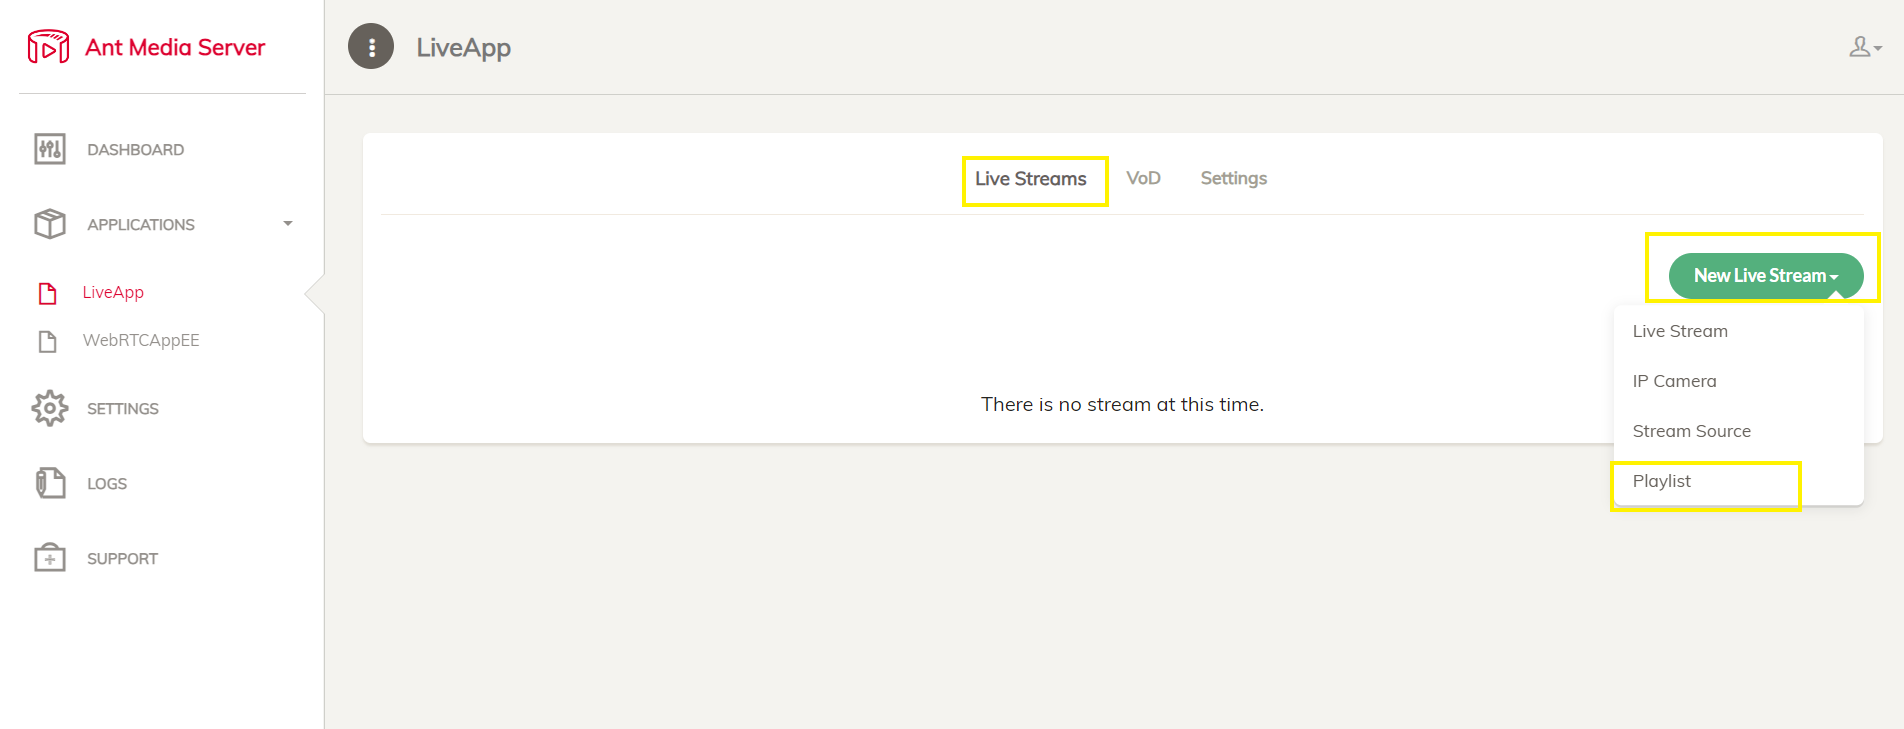 Ant Media Server
LiveApp
DASHBOARD
APPLICATIONS
LiveApp
WebRTCAppEE
SETTINGS
LOGS
SUPPORT
Live Streams VoD Settings
New Live Stream
Live Stream
IP Camera
Stream Source
Playlist
There is no stream at this time.